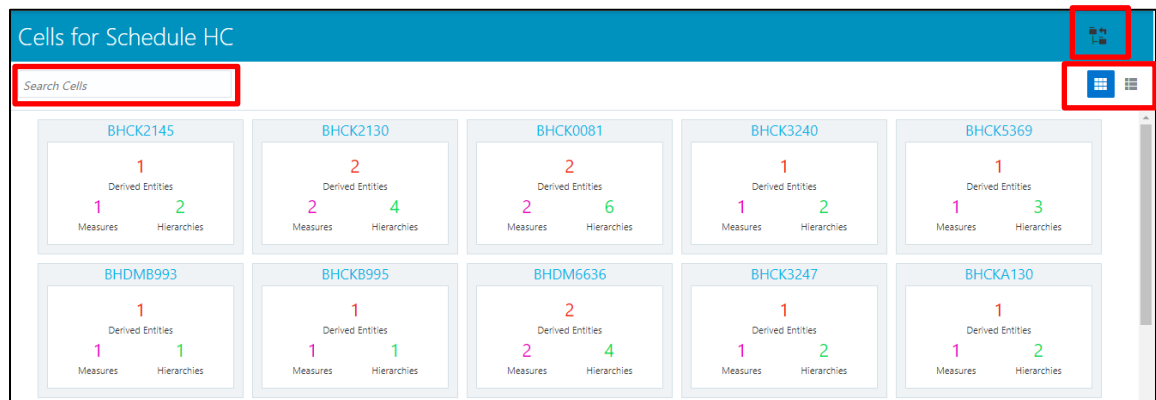 Cells for Schedule HC
Search Cells
BHCK2145 BHCK2130 BHCK0081 BHCK3240 BHCK5369
1 2 2 1 1
Derived Entities Derived Entities Derived Entities Derived Entities Derived Entities
1 2 2 4 2 6 1 2 1 3
Measures Hierarchies Measures Hierarchies Measures Hierarchies Measures Hierarchies Measures Hierarchies
BHDMB993 BHCKB995 BHDM6636 BHCK3247 BHCKA130
1 1 2 1 1
Derived Entities Derived Entities Derived Entities Derived Entities Derived Entities
1 1 1 1 2 4 1 2 1 2
Measures Hierarchies Measures Hierarchies Measures Hierarchies Measures Hierarchies Measures Hierarchies